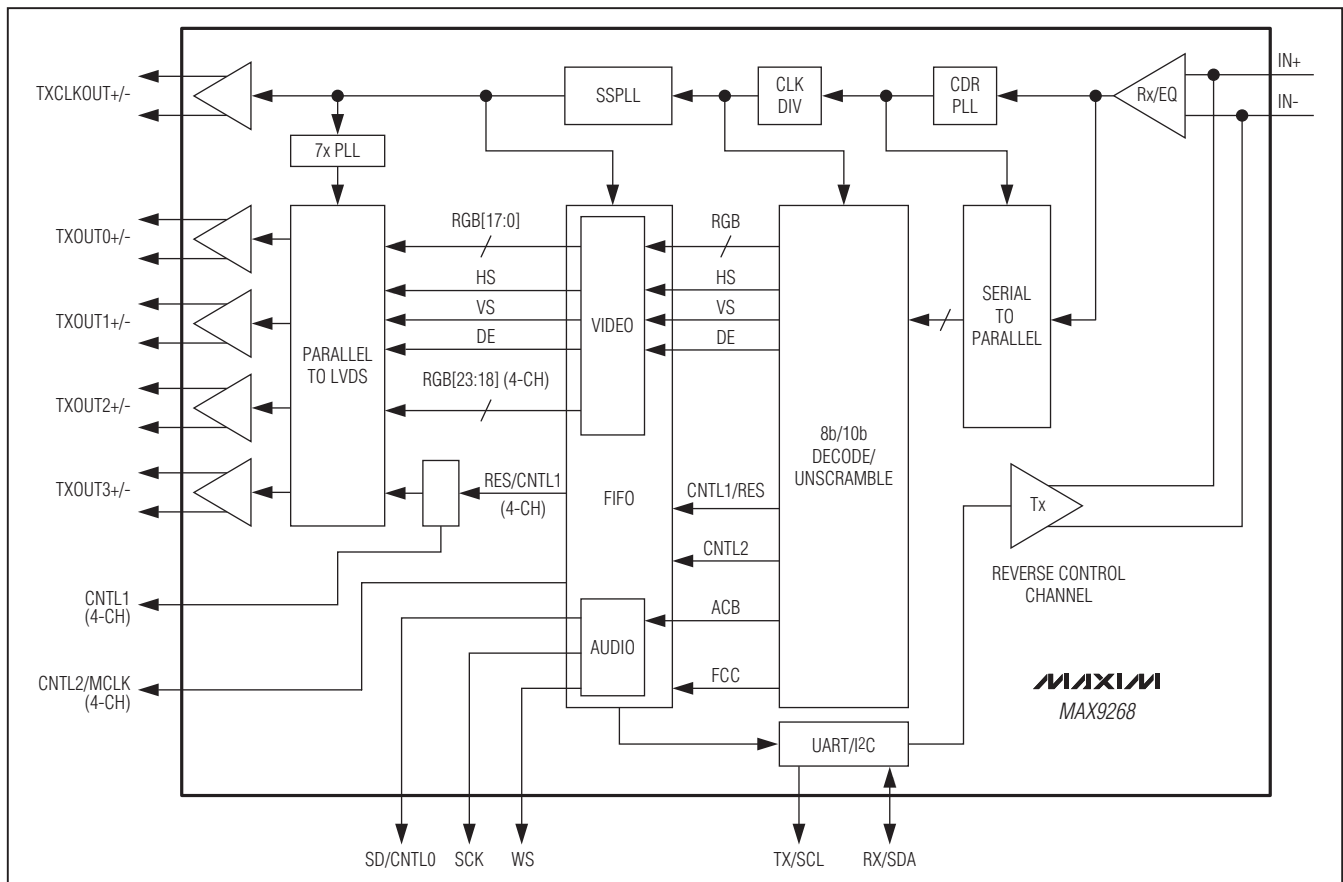 TXCLKOUT+/-
SSPLL
CLK
DIV
CDR
PLL
Rx/EQ
IN+
IN-
7x PLL
TXOUT0+/-
TXOUT1+/-
TXOUT2+/-
TXOUT3+/-
PARALLEL
TO LVDS
RGB[17:0]
HS
VS
DE
RGB[23:18] (4-CH)
RES/CNTL1
(4-CH)
VIDEO
FIFO
AUDIO
RGB
HS
VS
DE
CNTL1/RES
CNTL2
ACB
FCC
8b/10b
DECODE/
UNSCRAMBLE
SERIAL
TO
PARALLEL
Tx
REVERSE CONTROL
CHANNEL
CNTL1
(4-CH)
CNTL2/MCLK
(4-CH)
MAXIM
MAX9268
UART/I²C
SD/CNTL0
SCK
WS
TX/SCL
RX/SDA